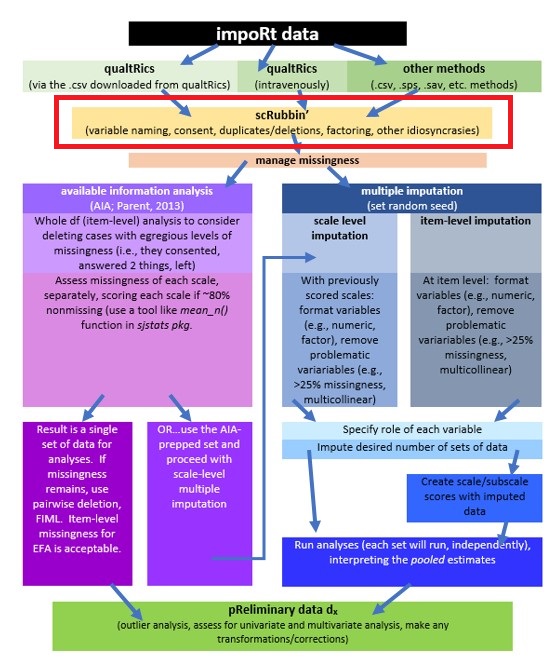 impoRt data
qualtRics
(via the .csv downloaded from qualtRics)
qualtRics
(intravenously)
other methods
(.csv, .sps, .sav, etc. methods)
scRubbin’
(variable naming, consent, duplicates/deletions, factoring, other idiosyncrasies)
manage missingness
available information analysis
(AIA; Parent, 2013)
Whole df (item-level) analysis to consider
deleting cases with egregious levels of
missingness (i.e., they consented,
answered 2 things, left)
Assess missingness of each scale,
separately, scoring each scale if ~80%
nonmissing (use a tool like mean_n()
function in sjstats pkg.
multiple imputation
(set random seed)
scale level
imputation
With previously
scored scales:
format variables
(e.g., numeric,
factor), remove
problematic
varariables (e.g.,
>25% missingness,
multicollinear)
item-level imputation
At item level: format
variables (e.g., numeric,
factor), remove
problematic
varariables (e.g., >25%
missingness,
multicollinear)
Result is a single
set of data for
analyses. If
missingness
remains, use
pairwise deletion,
FIML. Item-level
missingness for
EFA is acceptable.
OR…use the AIA-
prepped set and
proceed with
scale-level
multiple
imputation
Specify role of each variable
Impute desired number of sets of data
Create scale/subscale
scores with imputed
data
Run analyses (each set will run, independently),
interpreting the pooled estimates
pReliminary data dx
(outlier analysis, assess for univariate and multivariate analysis, make any
transformations/corrections)